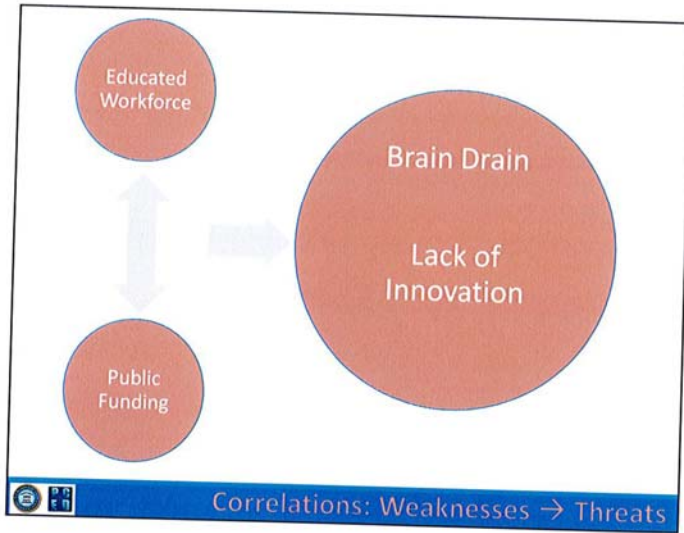 Educated
Workforce
Brain Drain
Lack of
Innovation
Public
Funding
Correlations: Weaknesses → Threats